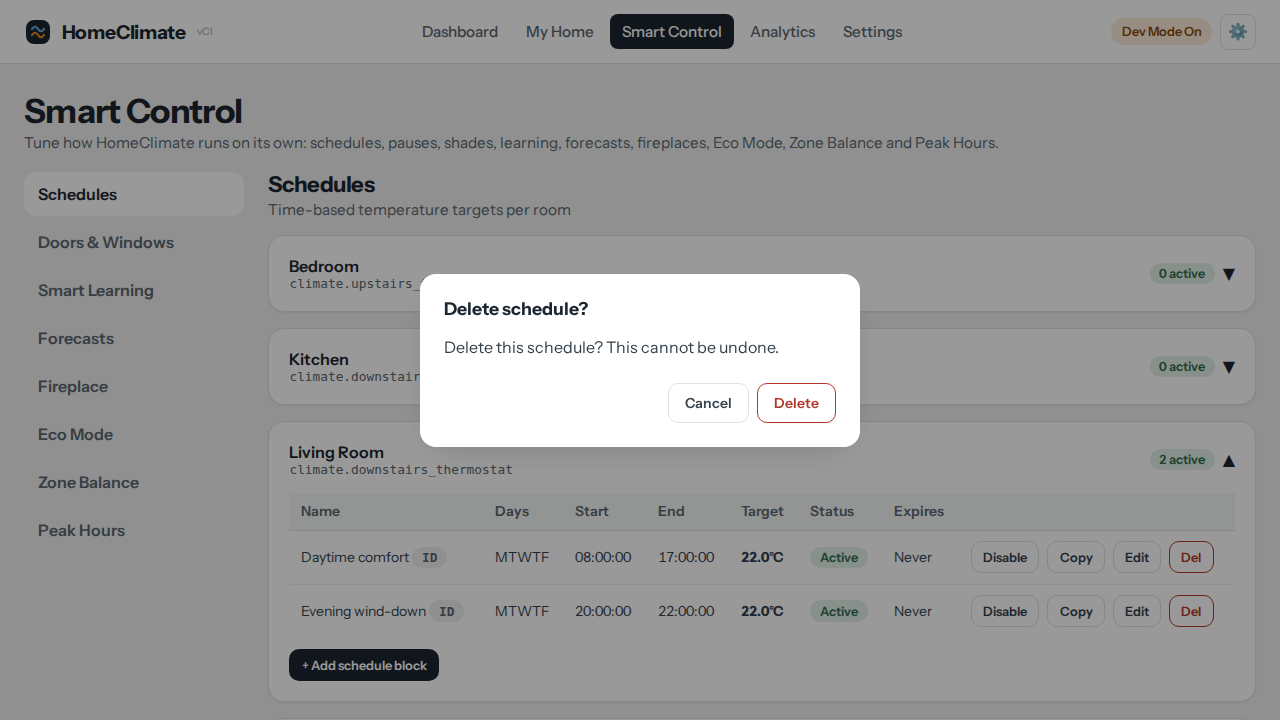 HomeClimate vCI
Dashboard My Home Smart Control Analytics Settings
Dev Mode On
Smart Control
Tune how HomeClimate runs on its own: schedules, pauses, shades, learning, forecasts, fireplaces, Eco Mode, Zone Balance and Peak Hours.
Schedules
Doors & Windows
Smart Learning
Forecasts
Fireplace
Eco Mode
Zone Balance
Peak Hours
Schedules
Time-based temperature targets per room
Bedroom
climate.upstairs_
0 active
Kitchen
climate.downstair
0 active
Delete schedule?
Delete this schedule? This cannot be undone.
Cancel Delete
Living Room
climate.downstairs_thermostat
2 active
Name Days Start End Target Status Expires
Daytime comfort ID MTWTF 08:00:00 17:00:00 22.0°C Active Never Disable Copy Edit Del
Evening wind-down ID MTWTF 20:00:00 22:00:00 22.0°C Active Never Disable Copy Edit Del
+ Add schedule block